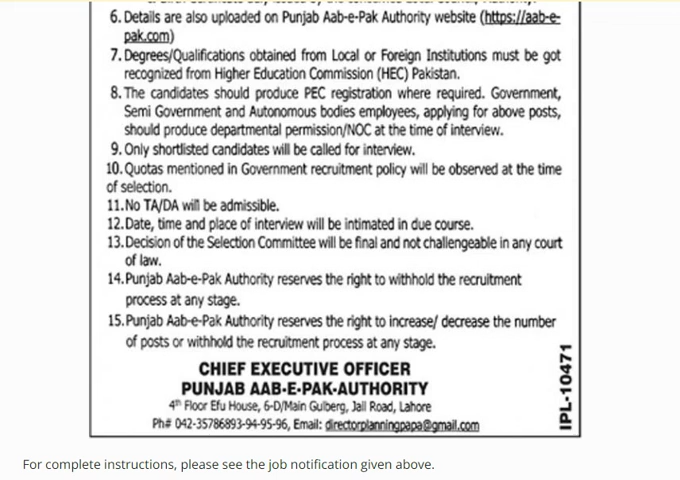 6. Details are also uploaded on Punjab Aab-e-Pak Authority website (https://aab-e-
pak.com)
7. Degrees/Qualifications obtained from Local or Foreign Institutions must be got
recognized from Higher Education Commission (HEC) Pakistan.
8. The candidates should produce PEC registration where required. Government,
Semi Government and Autonomous bodies employees, applying for above posts,
should produce departmental permission/NOC at the time of interview.
9. Only shortlisted candidates will be called for interview.
10. Quotas mentioned in Government recruitment policy will be observed at the time
of selection.
11. No TA/DA will be admissible.
12. Date, time and place of interview will be intimated in due course.
13. Decision of the Selection Committee will be final and not challengeable in any court
of law.
14. Punjab Aab-e-Pak Authority reserves the right to withhold the recruitment
process at any stage.
15. Punjab Aab-e-Pak Authority reserves the right to increase/ decrease the number
of posts or withhold the recruitment process at any stage.
CHIEF EXECUTIVE OFFICER
PUNJAB AAB-E-PAK-AUTHORITY
4th Floor Efu House, 6-D/Main Gulberg, Jail Road, Lahore
Ph# 042-35786893-94-95-96, Email: directorplanningpapa@gmail.com
IPL-10471
For complete instructions, please see the job notification given above.